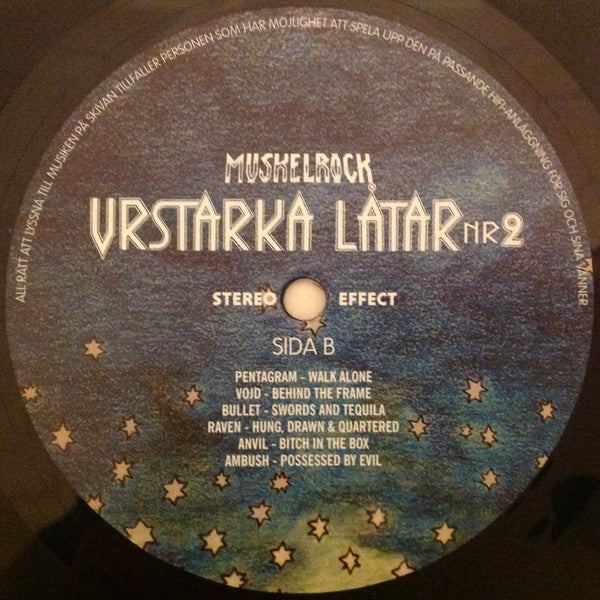 ALL RÄTT ATT LYSSNA TILL MUSIKEN PÅ SKIVAN TILLFALLER PERSONEN SOM HAR MÖJLIGHET ATT SPELA UPP DEN PÅ PASSANDE HIFI-ANLÄGGNING FÖR SIG OCH SINA VÄNNER
MUSKELROCK
URSTARKA LÅTAR NR 2
STEREO EFFECT
SIDA B
PENTAGRAM - WALK ALONE
VOJD - BEHIND THE FRAME
BULLET - SWORDS AND TEQUILA
RAVEN - HUNG, DRAWN & QUARTERED
ANVIL - BITCH IN THE BOX
AMBUSH - POSSESSED BY EVIL